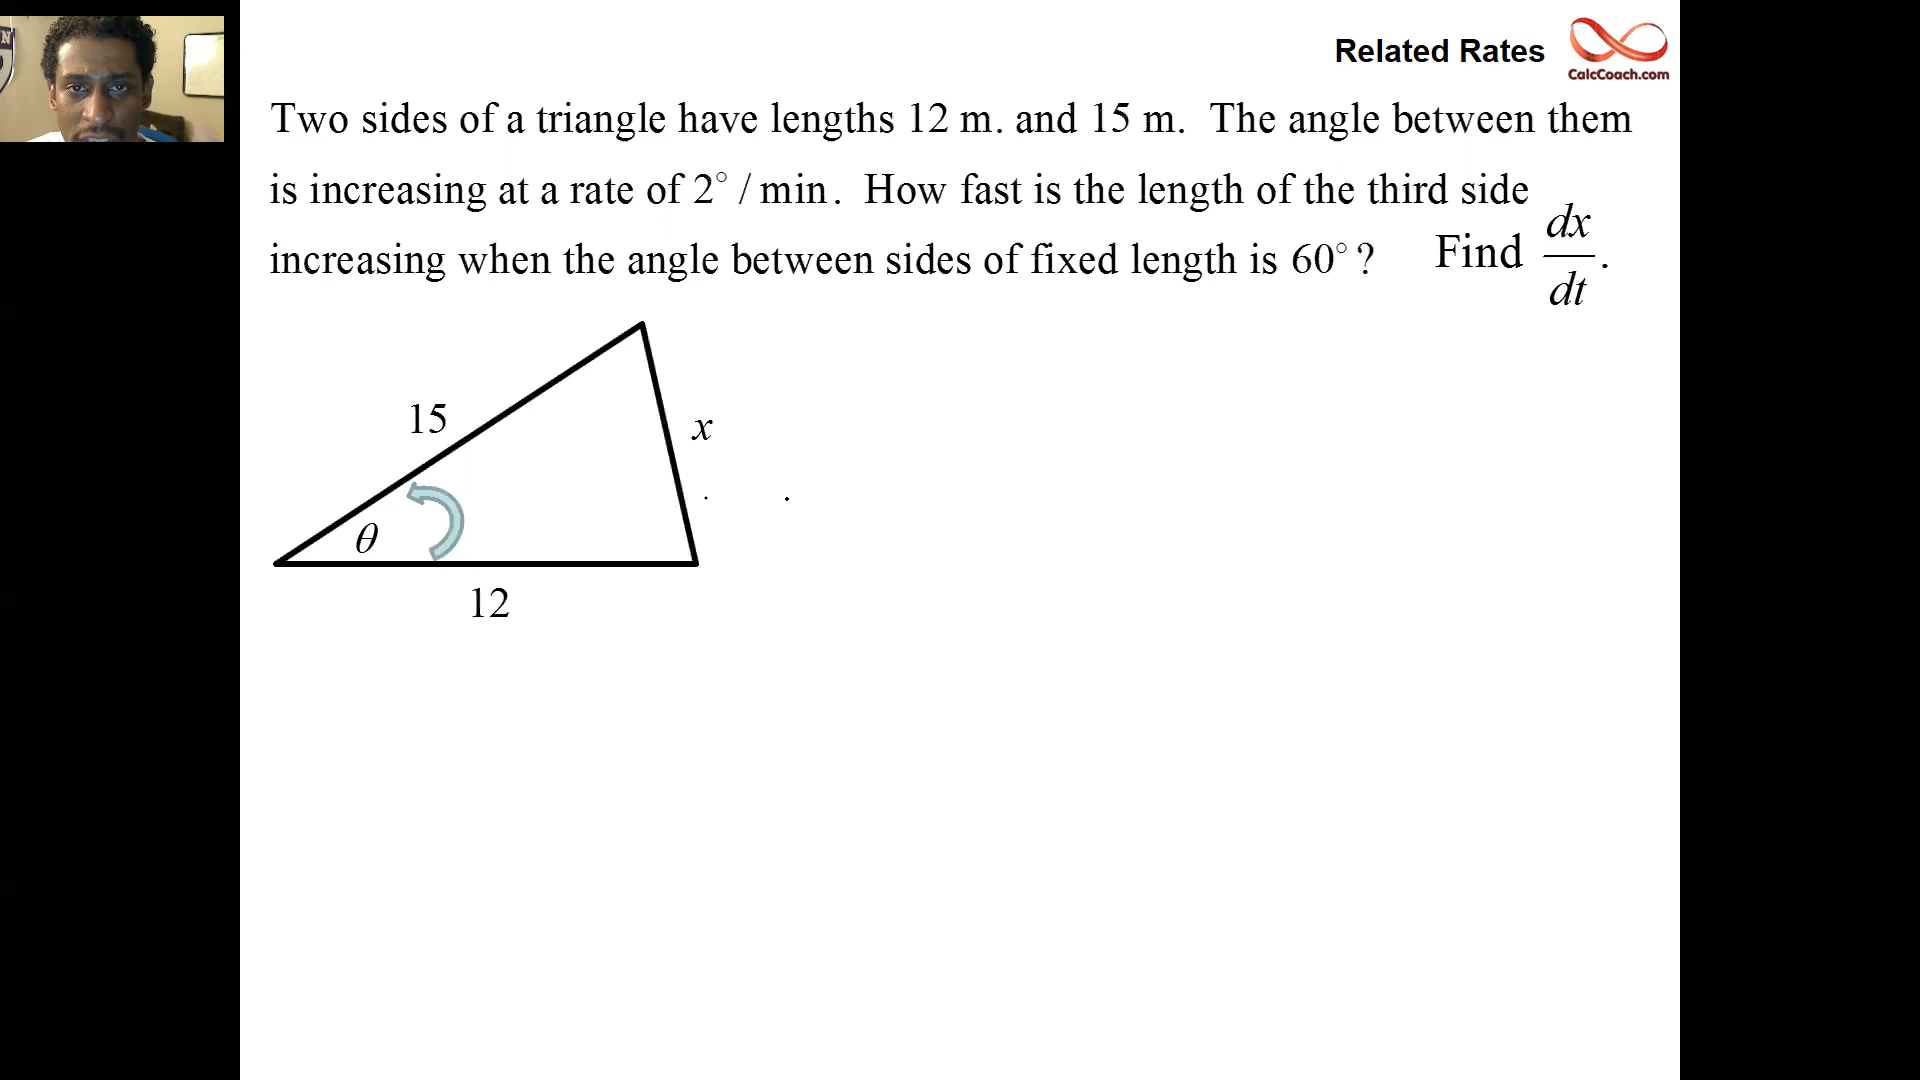 N
Related Rates
CalcCoach.com
Two sides of a triangle have lengths 12 m. and 15 m. The angle between them
is increasing at a rate of 2° / min. How fast is the length of the third side
increasing when the angle between sides of fixed length is 60° ?
Find dx/dt.
15
x
θ
12